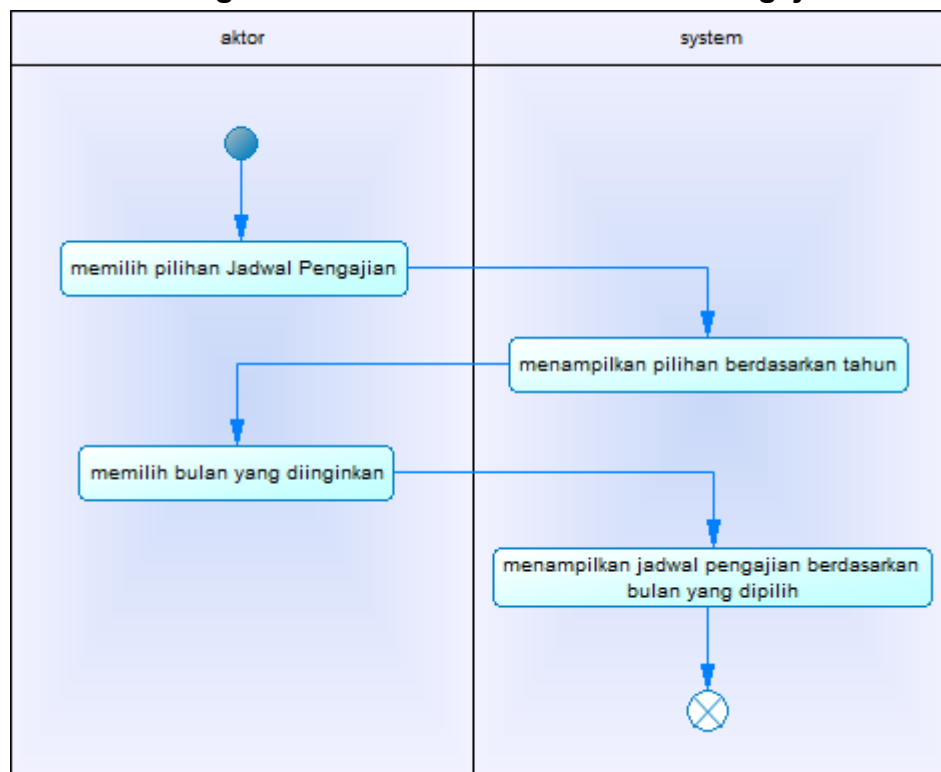 aktor
system
memilih pilihan Jadwal Pengajian
menampilkan pilihan berdasarkan tahun
memilih bulan yang diinginkan
menampilkan jadwal pengajian berdasarkan
bulan yang dipilih